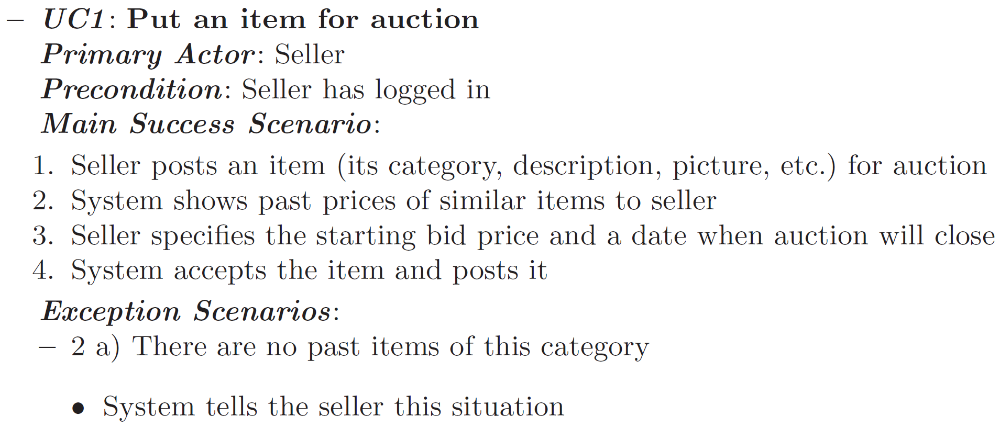 – UC1: Put an item for auction
Primary Actor: Seller
Precondition: Seller has logged in
Main Success Scenario:
1. Seller posts an item (its category, description, picture, etc.) for auction
2. System shows past prices of similar items to seller
3. Seller specifies the starting bid price and a date when auction will close
4. System accepts the item and posts it
Exception Scenarios:
– 2 a) There are no past items of this category
• System tells the seller this situation